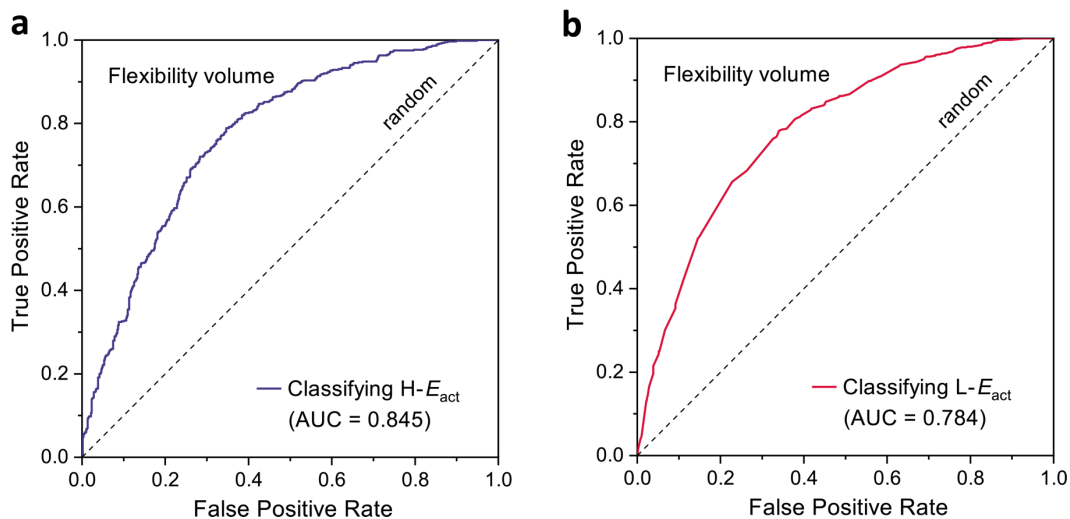 a
1.0
0.8
0.6
0.4
0.2
0.0
True Positive Rate
Flexibility volume
random
Classifying H-Eact
(AUC = 0.845)
0.0 0.2 0.4 0.6 0.8 1.0
False Positive Rate
b
1.0
0.8
0.6
0.4
0.2
0.0
True Positive Rate
Flexibility volume
random
Classifying L-Eact
(AUC = 0.784)
0.0 0.2 0.4 0.6 0.8 1.0
False Positive Rate